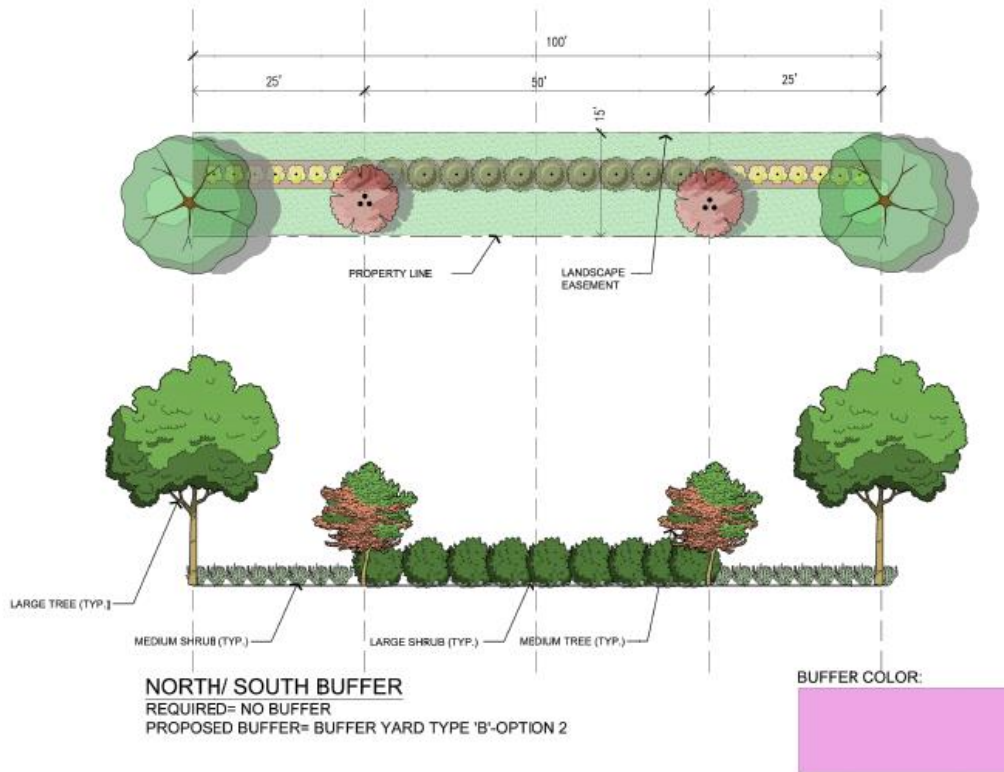 100'
25'
50'
25'
15'
PROPERTY LINE
LANDSCAPE
EASEMENT
LARGE TREE (TYP.)
MEDIUM SHRUB (TYP.)
LARGE SHRUB (TYP.)
MEDIUM TREE (TYP.)
NORTH/ SOUTH BUFFER
REQUIRED= NO BUFFER
PROPOSED BUFFER= BUFFER YARD TYPE 'B'-OPTION 2
BUFFER COLOR: